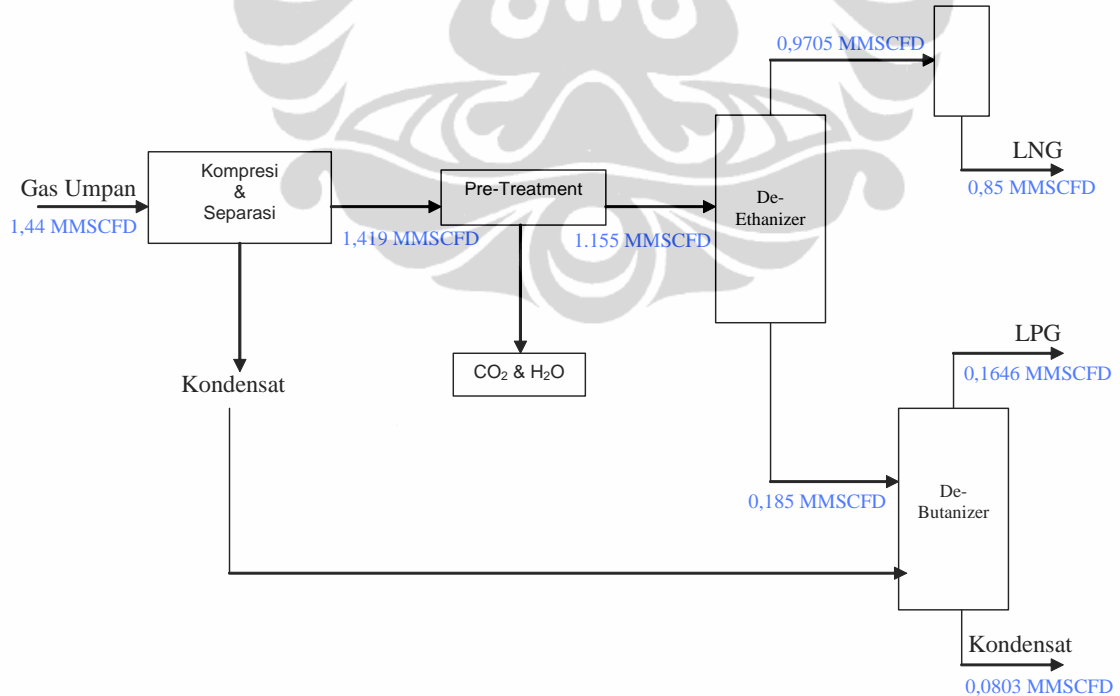 0,9705 MMSCFD
LNG
0,85 MMSCFD
Kompresi
&
Separasi
Gas Umpan
1,44 MMSCFD
Pre-Treatment
De-
Ethanizer
1,419 MMSCFD
1.155 MMSCFD
CO₂ & H₂O
Kondensat
LPG
0,1646 MMSCFD
0,185 MMSCFD
De-
Butanizer
Kondensat
0,0803 MMSCFD